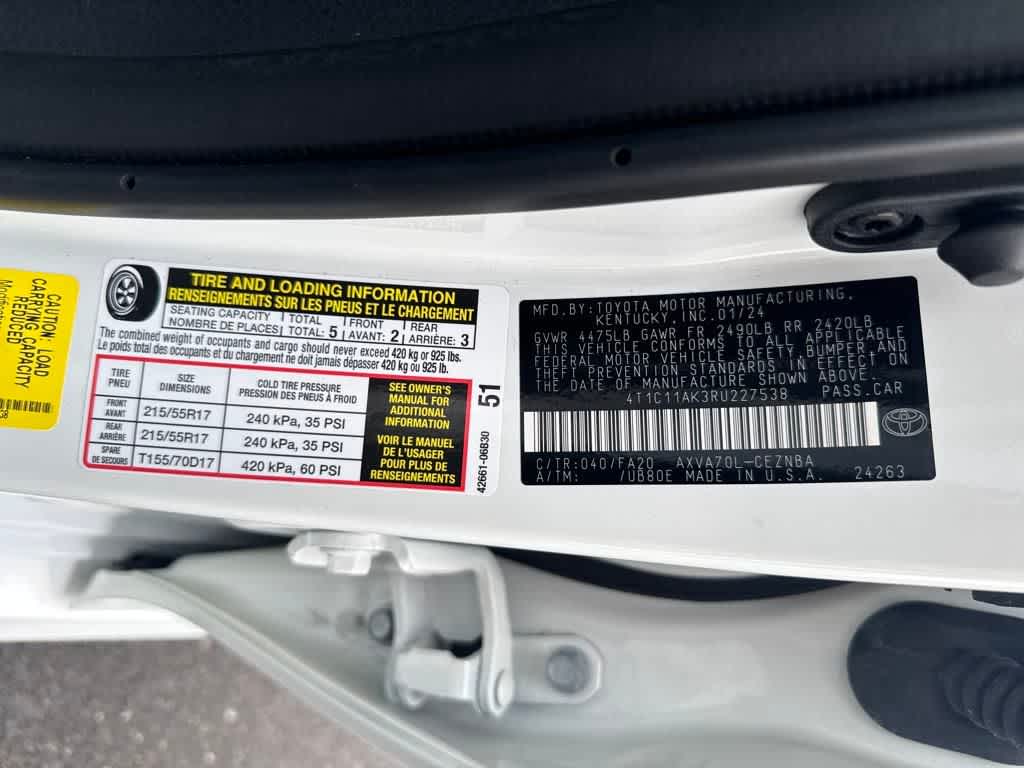 CAUTION: LOAD
CARRYING CAPACITY
REDUCED
TIRE AND LOADING INFORMATION
RENSEIGNEMENTS SUR LES PNEUS ET LE CHARGEMENT
SEATING CAPACITY TOTAL FRONT REAR
NOMBRE DE PLACES TOTAL: 5 AVANT: 2 ARRIÈRE: 3
The combined weight of occupants and cargo should never exceed 420 kg or 925 lbs.
Le poids total des occupants et du chargement ne doit jamais dépasser 420 kg ou 925 lb.
TIRE
PNEU
SIZE
DIMENSIONS
COLD TIRE PRESSURE
PRESSION DES PNEUS À FROID
FRONT
AVANT
215/55R17
240 kPa, 35 PSI
REAR
ARRIÈRE
215/55R17
240 kPa, 35 PSI
SPARE
DE SECOURS
T155/70D17
420 kPa, 60 PSI
SEE OWNER'S
MANUAL FOR
ADDITIONAL
INFORMATION
VOIR LE MANUEL
DE L'USAGER
POUR PLUS DE
RENSEIGNEMENTS
51
42661-06B30
MFD.BY:TOYOTA MOTOR MANUFACTURING,
KENTUCKY, INC.01/24
GVWR 4475LB GAWR FR 2490LB RR 2420LB
THIS VEHICLE CONFORMS TO ALL APPLICABLE
FEDERAL MOTOR VEHICLE SAFETY, BUMPER AND
THEFT PREVENTION STANDARDS IN EFFECT ON
THE DATE OF MANUFACTURE SHOWN ABOVE.
4T1C11AK3RU227538 PASS.CAR
C/TR:040/FA20 AXVA70L-CEZNBA
A/TM: /UB80E MADE IN U.S.A. 24263